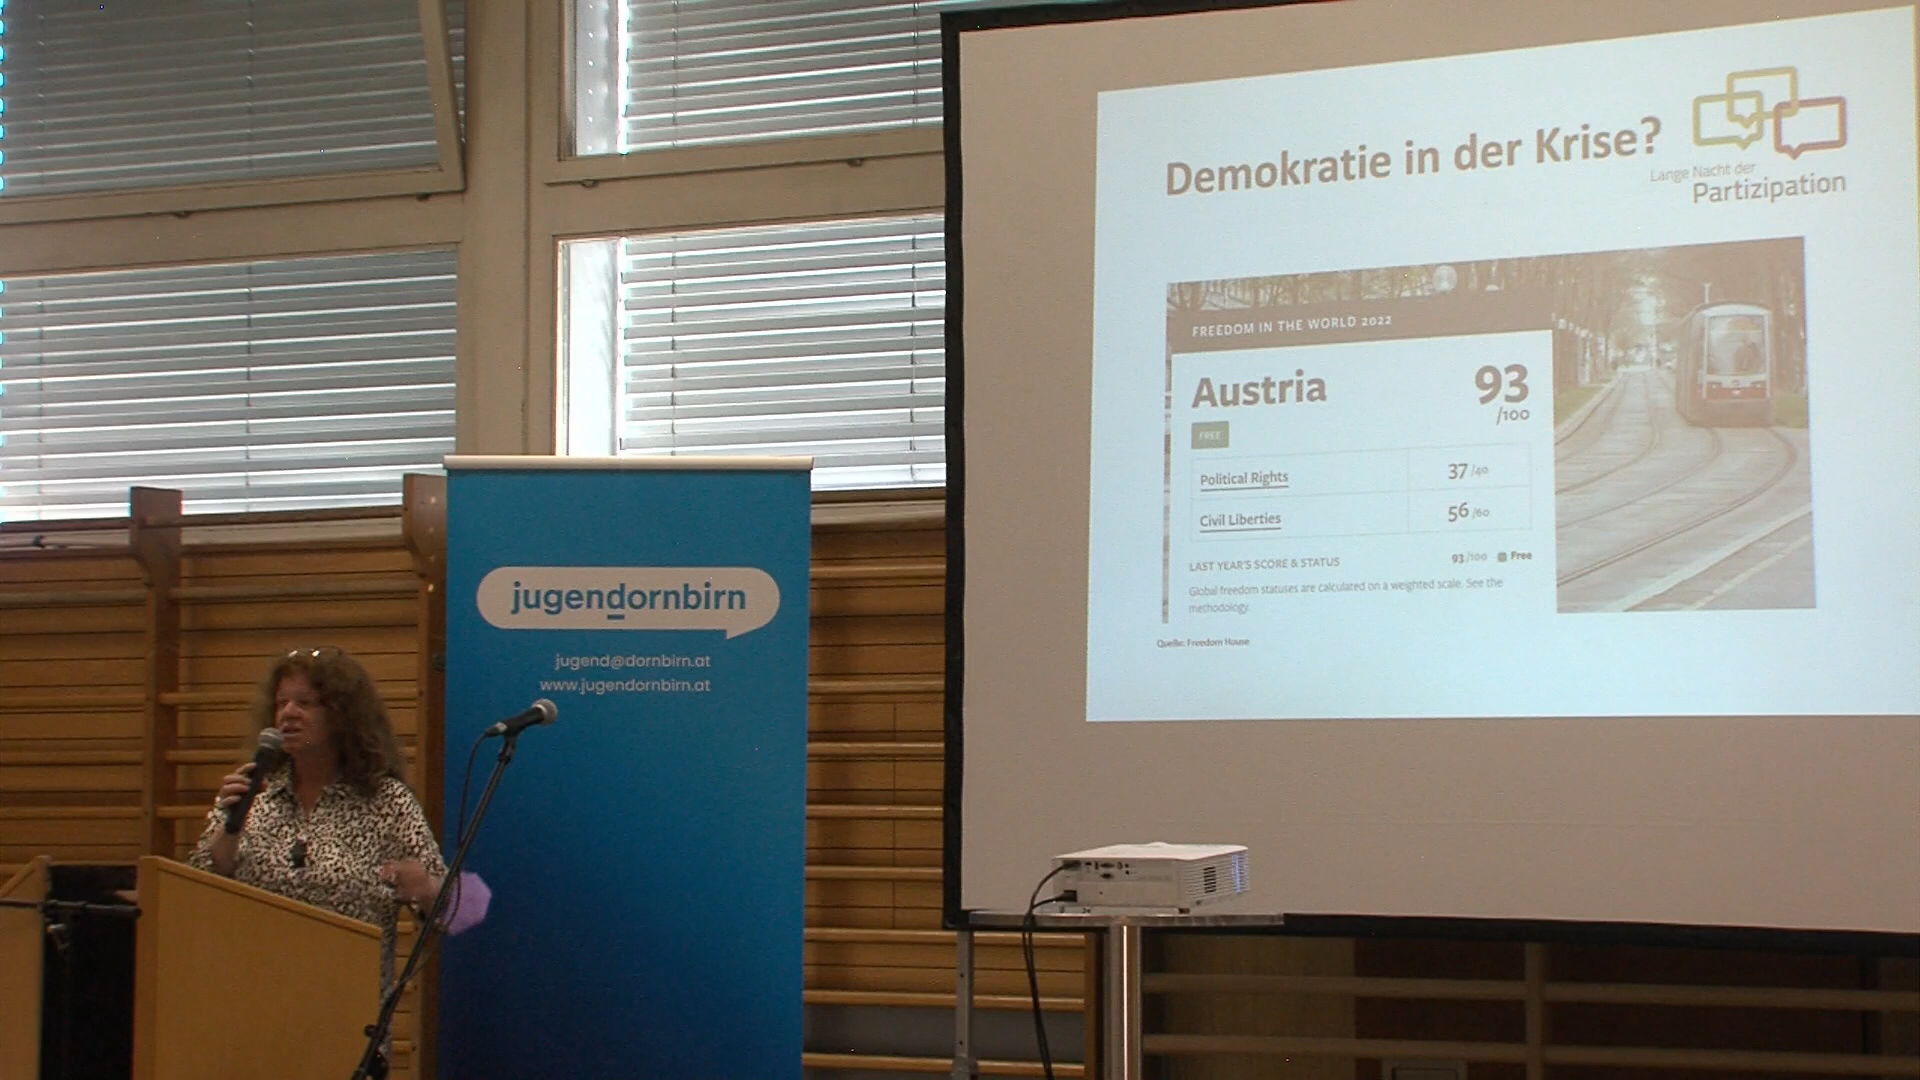 jugendornbirn
jugend@dornbirn.at
www.jugendornbirn.at
Demokratie in der Krise?
Lange Nacht der
Partizipation
FREEDOM IN THE WORLD 2022
Austria
93
/100
FREE
Political Rights 37 /40
Civil Liberties 56 /60
LAST YEAR'S SCORE & STATUS 93 /100 Free
Global freedom statuses are calculated on a weighted scale. See the
methodology.
Quelle: Freedom House